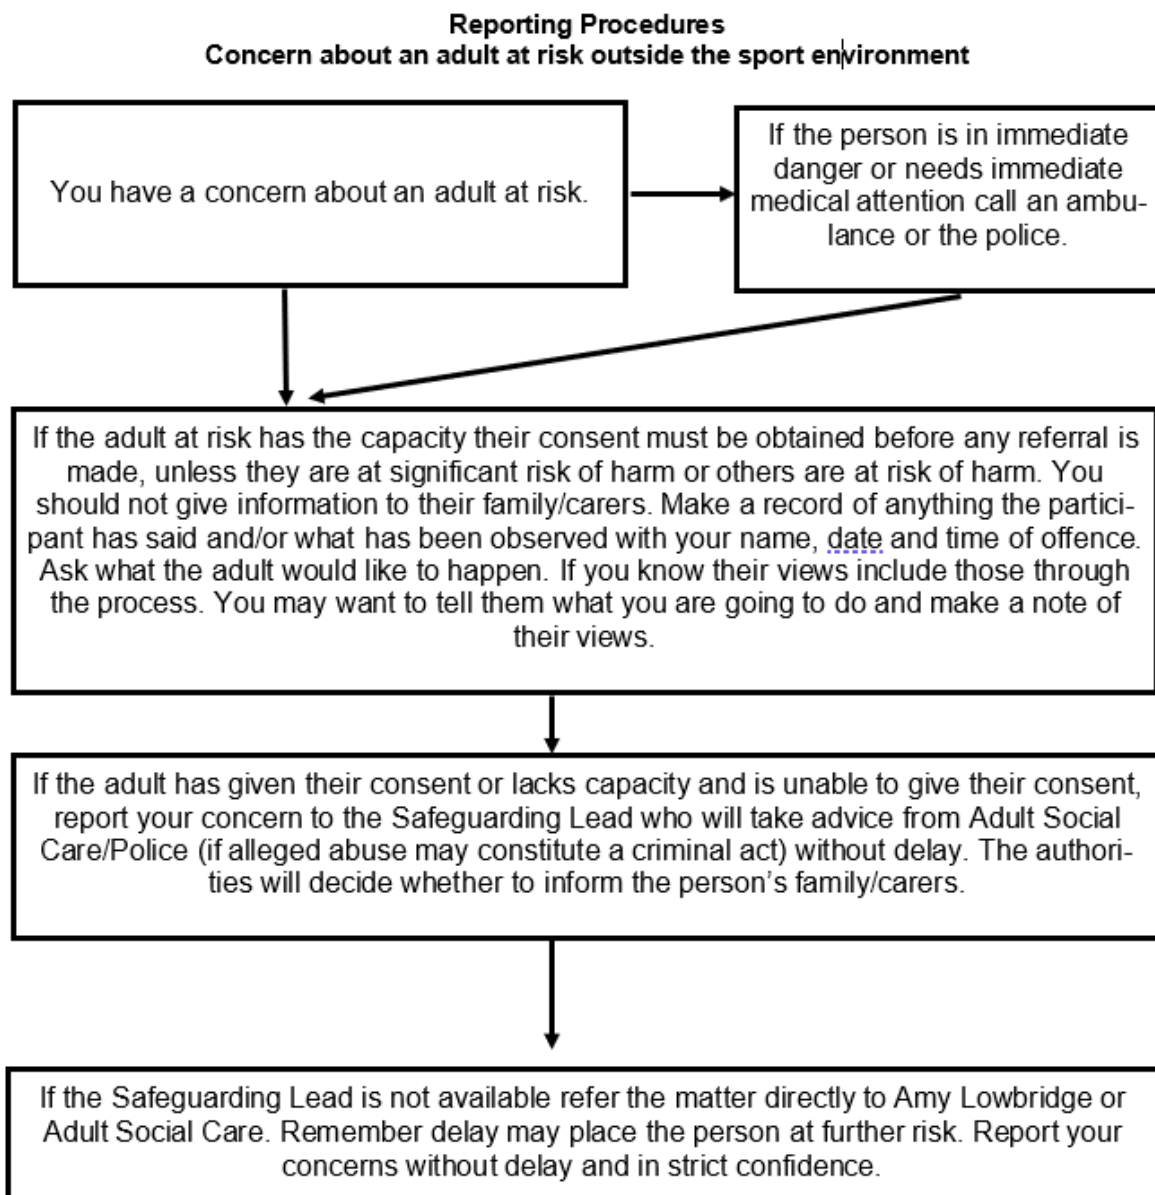 Reporting Procedures
Concern about an adult at risk outside the sport environment
You have a concern about an adult at risk.
If the person is in immediate
danger or needs immediate
medical attention call an ambu-
lance or the police.
If the adult at risk has the capacity their consent must be obtained before any referral is
made, unless they are at significant risk of harm or others are at risk of harm. You
should not give information to their family/carers. Make a record of anything the partici-
pant has said and/or what has been observed with your name, date and time of offence.
Ask what the adult would like to happen. If you know their views include those through
the process. You may want to tell them what you are going to do and make a note of
their views.
If the adult has given their consent or lacks capacity and is unable to give their consent,
report your concern to the Safeguarding Lead who will take advice from Adult Social
Care/Police (if alleged abuse may constitute a criminal act) without delay. The authori-
ties will decide whether to inform the person’s family/carers.
If the Safeguarding Lead is not available refer the matter directly to Amy Lowbridge or
Adult Social Care. Remember delay may place the person at further risk. Report your
concerns without delay and in strict confidence.